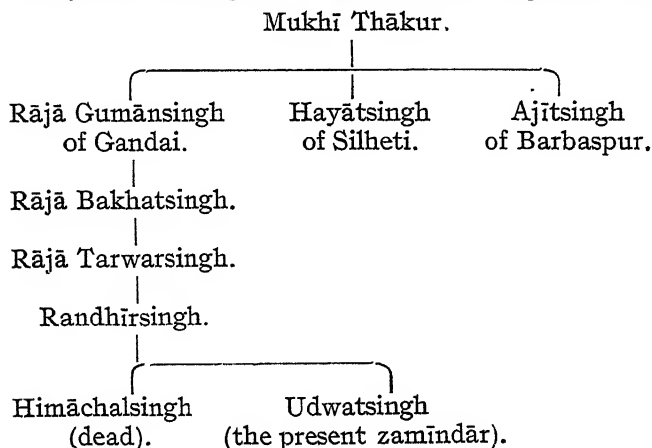 Mukhī Thākur.
Rājā Gumānsingh Hayātsingh Ajītsingh
of Gandai. of Silheti. of Barbaspur.
Rājā Bakhatsingh.
Rājā Tarwarsingh.
Randhīrsingh.
Himāchalsingh Udwatsingh
(dead). (the present zamīndār).